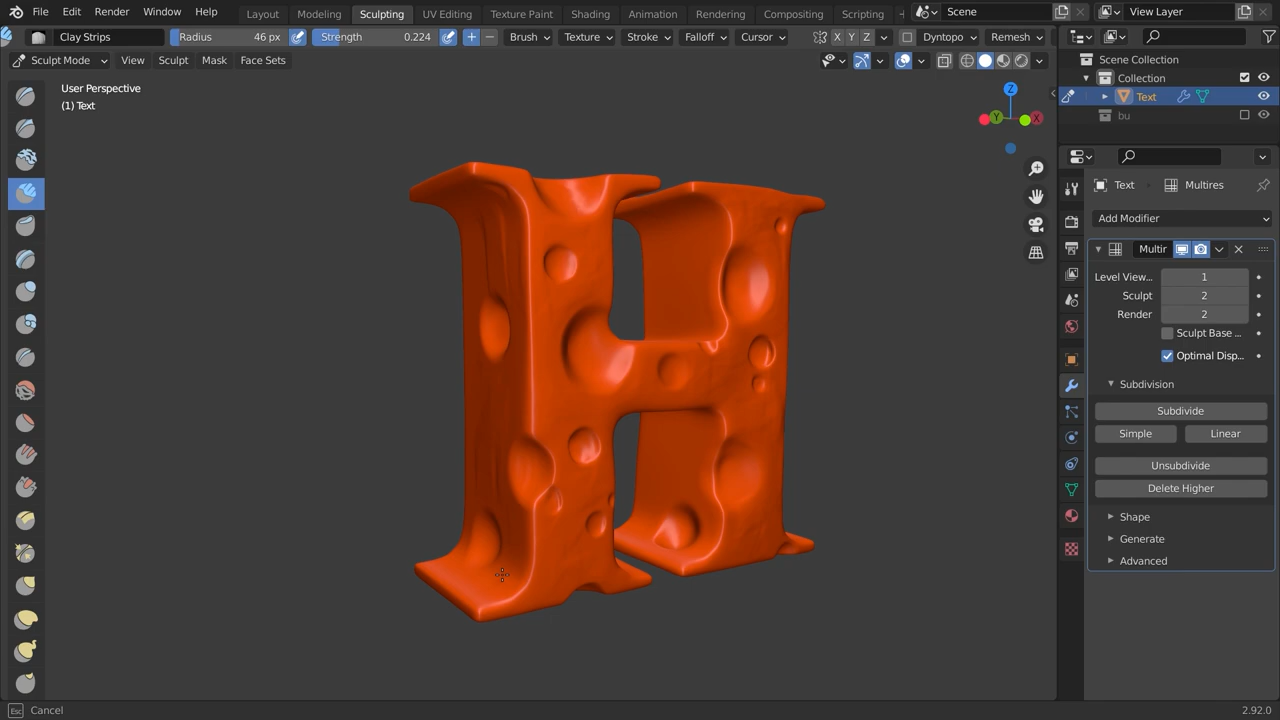 File Edit Render Window Help Layout Modeling Sculpting UV Editing Texture Paint Shading Animation Rendering Compositing Scripting Scene View Layer
Clay Strips Radius 46 px Strength 0.224 Brush Texture Stroke Falloff Cursor X Y Z Dyntopo Remesh
Sculpt Mode View Sculpt Mask Face Sets
User Perspective
(1) Text
Z
Y
X
H
Scene Collection
Collection
Text
bu
Text Multires
Add Modifier
Multir
Level View... 1
Sculpt 2
Render 2
Sculpt Base ...
Optimal Disp...
Subdivision
Subdivide
Simple Linear
Unsubdivide
Delete Higher
Shape
Generate
Advanced
Esc Cancel 2.92.0